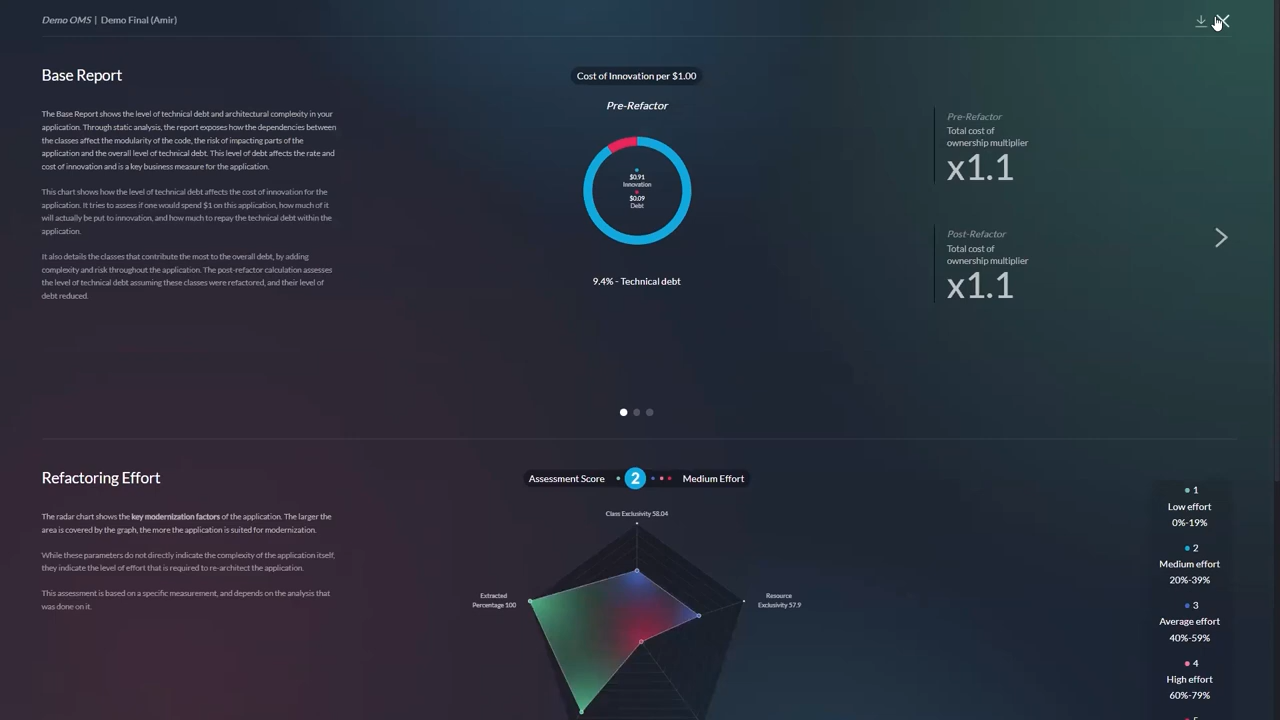 Demo OMS | Demo Final (Amir)
Base Report
The Base Report shows the level of technical debt and architectural complexity in your
application. Through static analysis, the report exposes how the dependencies between
the classes affect the modularity of the code, the risk of impacting parts of the
application and the overall level of technical debt. This level of debt affects the rate and
cost of innovation and is a key business measure for the application.
This chart shows how the level of technical debt affects the cost of innovation for the
application. It tries to assess if one would spend $1 on this application, how much of it
will actually be put to innovation, and how much to repay the technical debt within the
application.
It also details the classes that contribute the most to the overall debt, by adding
complexity and risk throughout the application. The post-refactor calculation assesses
the level of technical debt assuming these classes were refactored, and their level of
debt reduced.
Cost of Innovation per $1.00
Pre-Refactor
$0.91
Innovation
$0.09
Debt
9.4% - Technical debt
Pre-Refactor
Total cost of
ownership multiplier
x1.1
Post-Refactor
Total cost of
ownership multiplier
x1.1
Refactoring Effort
The radar chart shows the key modernization factors of the application. The larger the
area is covered by the graph, the more the application is suited for modernization.
While these parameters do not directly indicate the complexity of the application itself,
they indicate the level of effort that is required to re-architect the application.
This assessment is based on a specific measurement, and depends on the analysis that
was done on it.
Assessment Score 2 Medium Effort
Class Exclusivity 58.04
Extracted
Percentage 100
Resource
Exclusivity 57.9
1
Low effort
0%-19%
2
Medium effort
20%-39%
3
Average effort
40%-59%
4
High effort
60%-79%